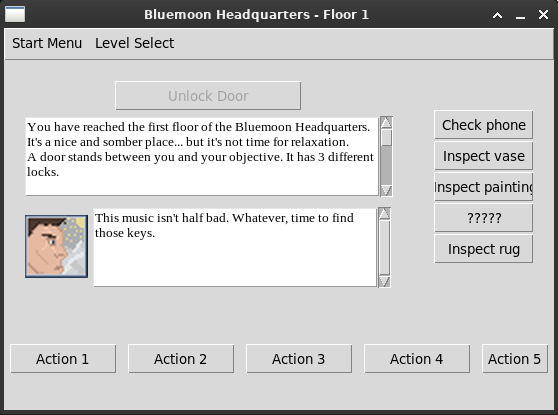 Bluemoon Headquarters - Floor 1
Start Menu Level Select
Unlock Door
You have reached the first floor of the Bluemoon Headquarters.
It's a nice and somber place... but it's not time for relaxation.
A door stands between you and your objective. It has 3 different
locks.
Check phone
Inspect vase
Inspect painting
?????
Inspect rug
This music isn't half bad. Whatever, time to find
those keys.
Action 1
Action 2
Action 3
Action 4
Action 5